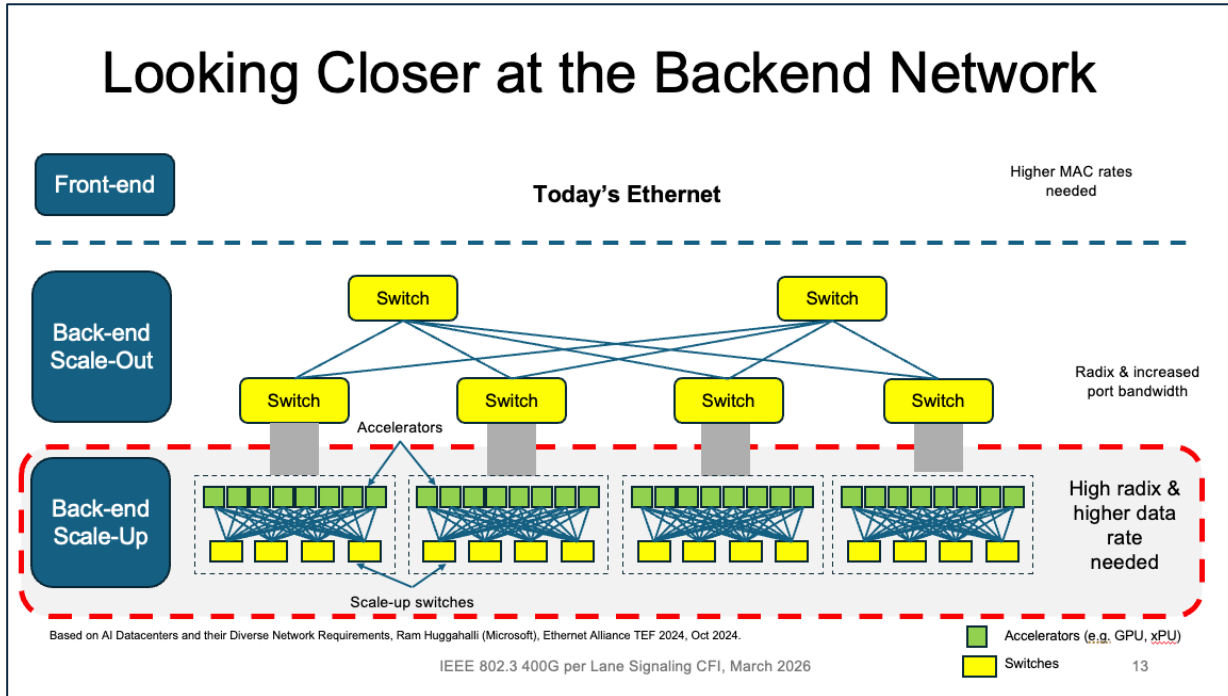 Looking Closer at the Backend Network
Front-end
Today's Ethernet
Higher MAC rates
needed
Switch
Switch
Back-end
Scale-Out
Switch
Switch
Switch
Switch
Radix & increased
port bandwidth
Accelerators
Back-end
Scale-Up
High radix &
higher data
rate
needed
Scale-up switches
Based on AI Datacenters and their Diverse Network Requirements, Ram Huggahalli (Microsoft), Ethernet Alliance TEF 2024, Oct 2024.
Accelerators (e.g. GPU, xPU)
Switches
IEEE 802.3 400G per Lane Signaling CFI, March 2026
13